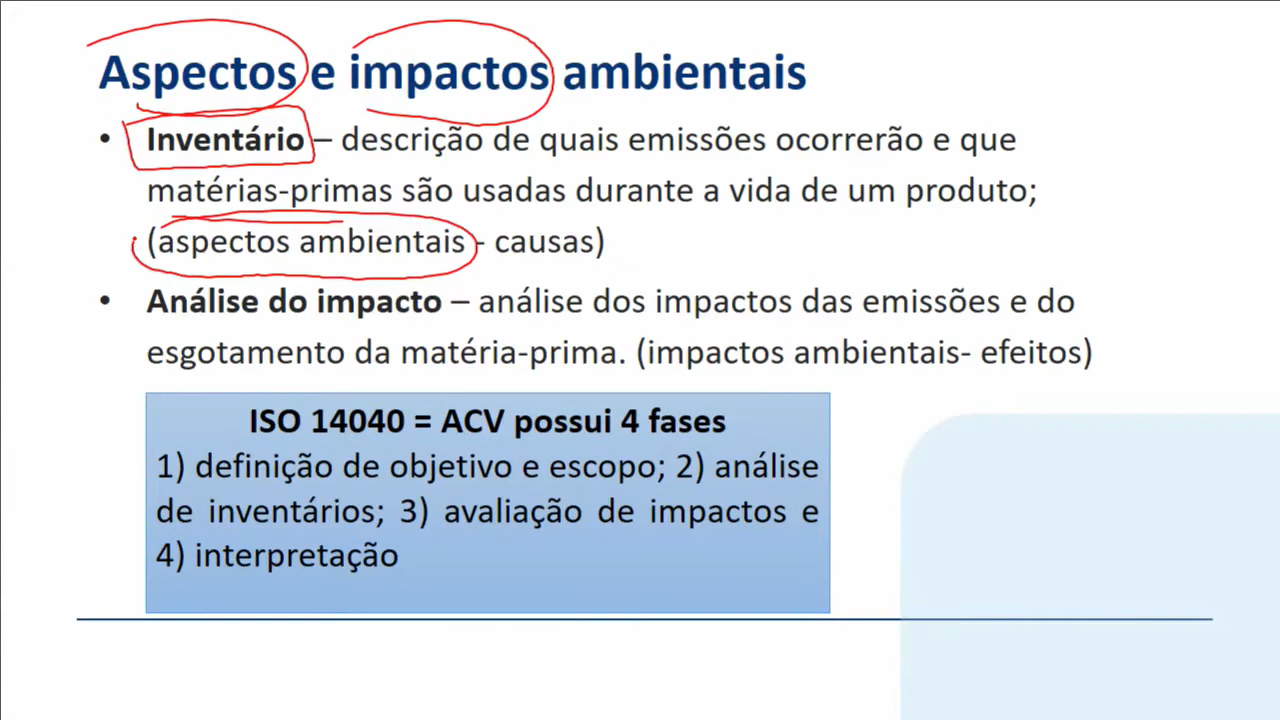 Aspectos e impactos ambientais
• Inventário – descrição de quais emissões ocorrerão e que
matérias-primas são usadas durante a vida de um produto;
(aspectos ambientais - causas)
• Análise do impacto – análise dos impactos das emissões e do
esgotamento da matéria-prima. (impactos ambientais- efeitos)
ISO 14040 = ACV possui 4 fases
1) definição de objetivo e escopo; 2) análise
de inventários; 3) avaliação de impactos e
4) interpretação